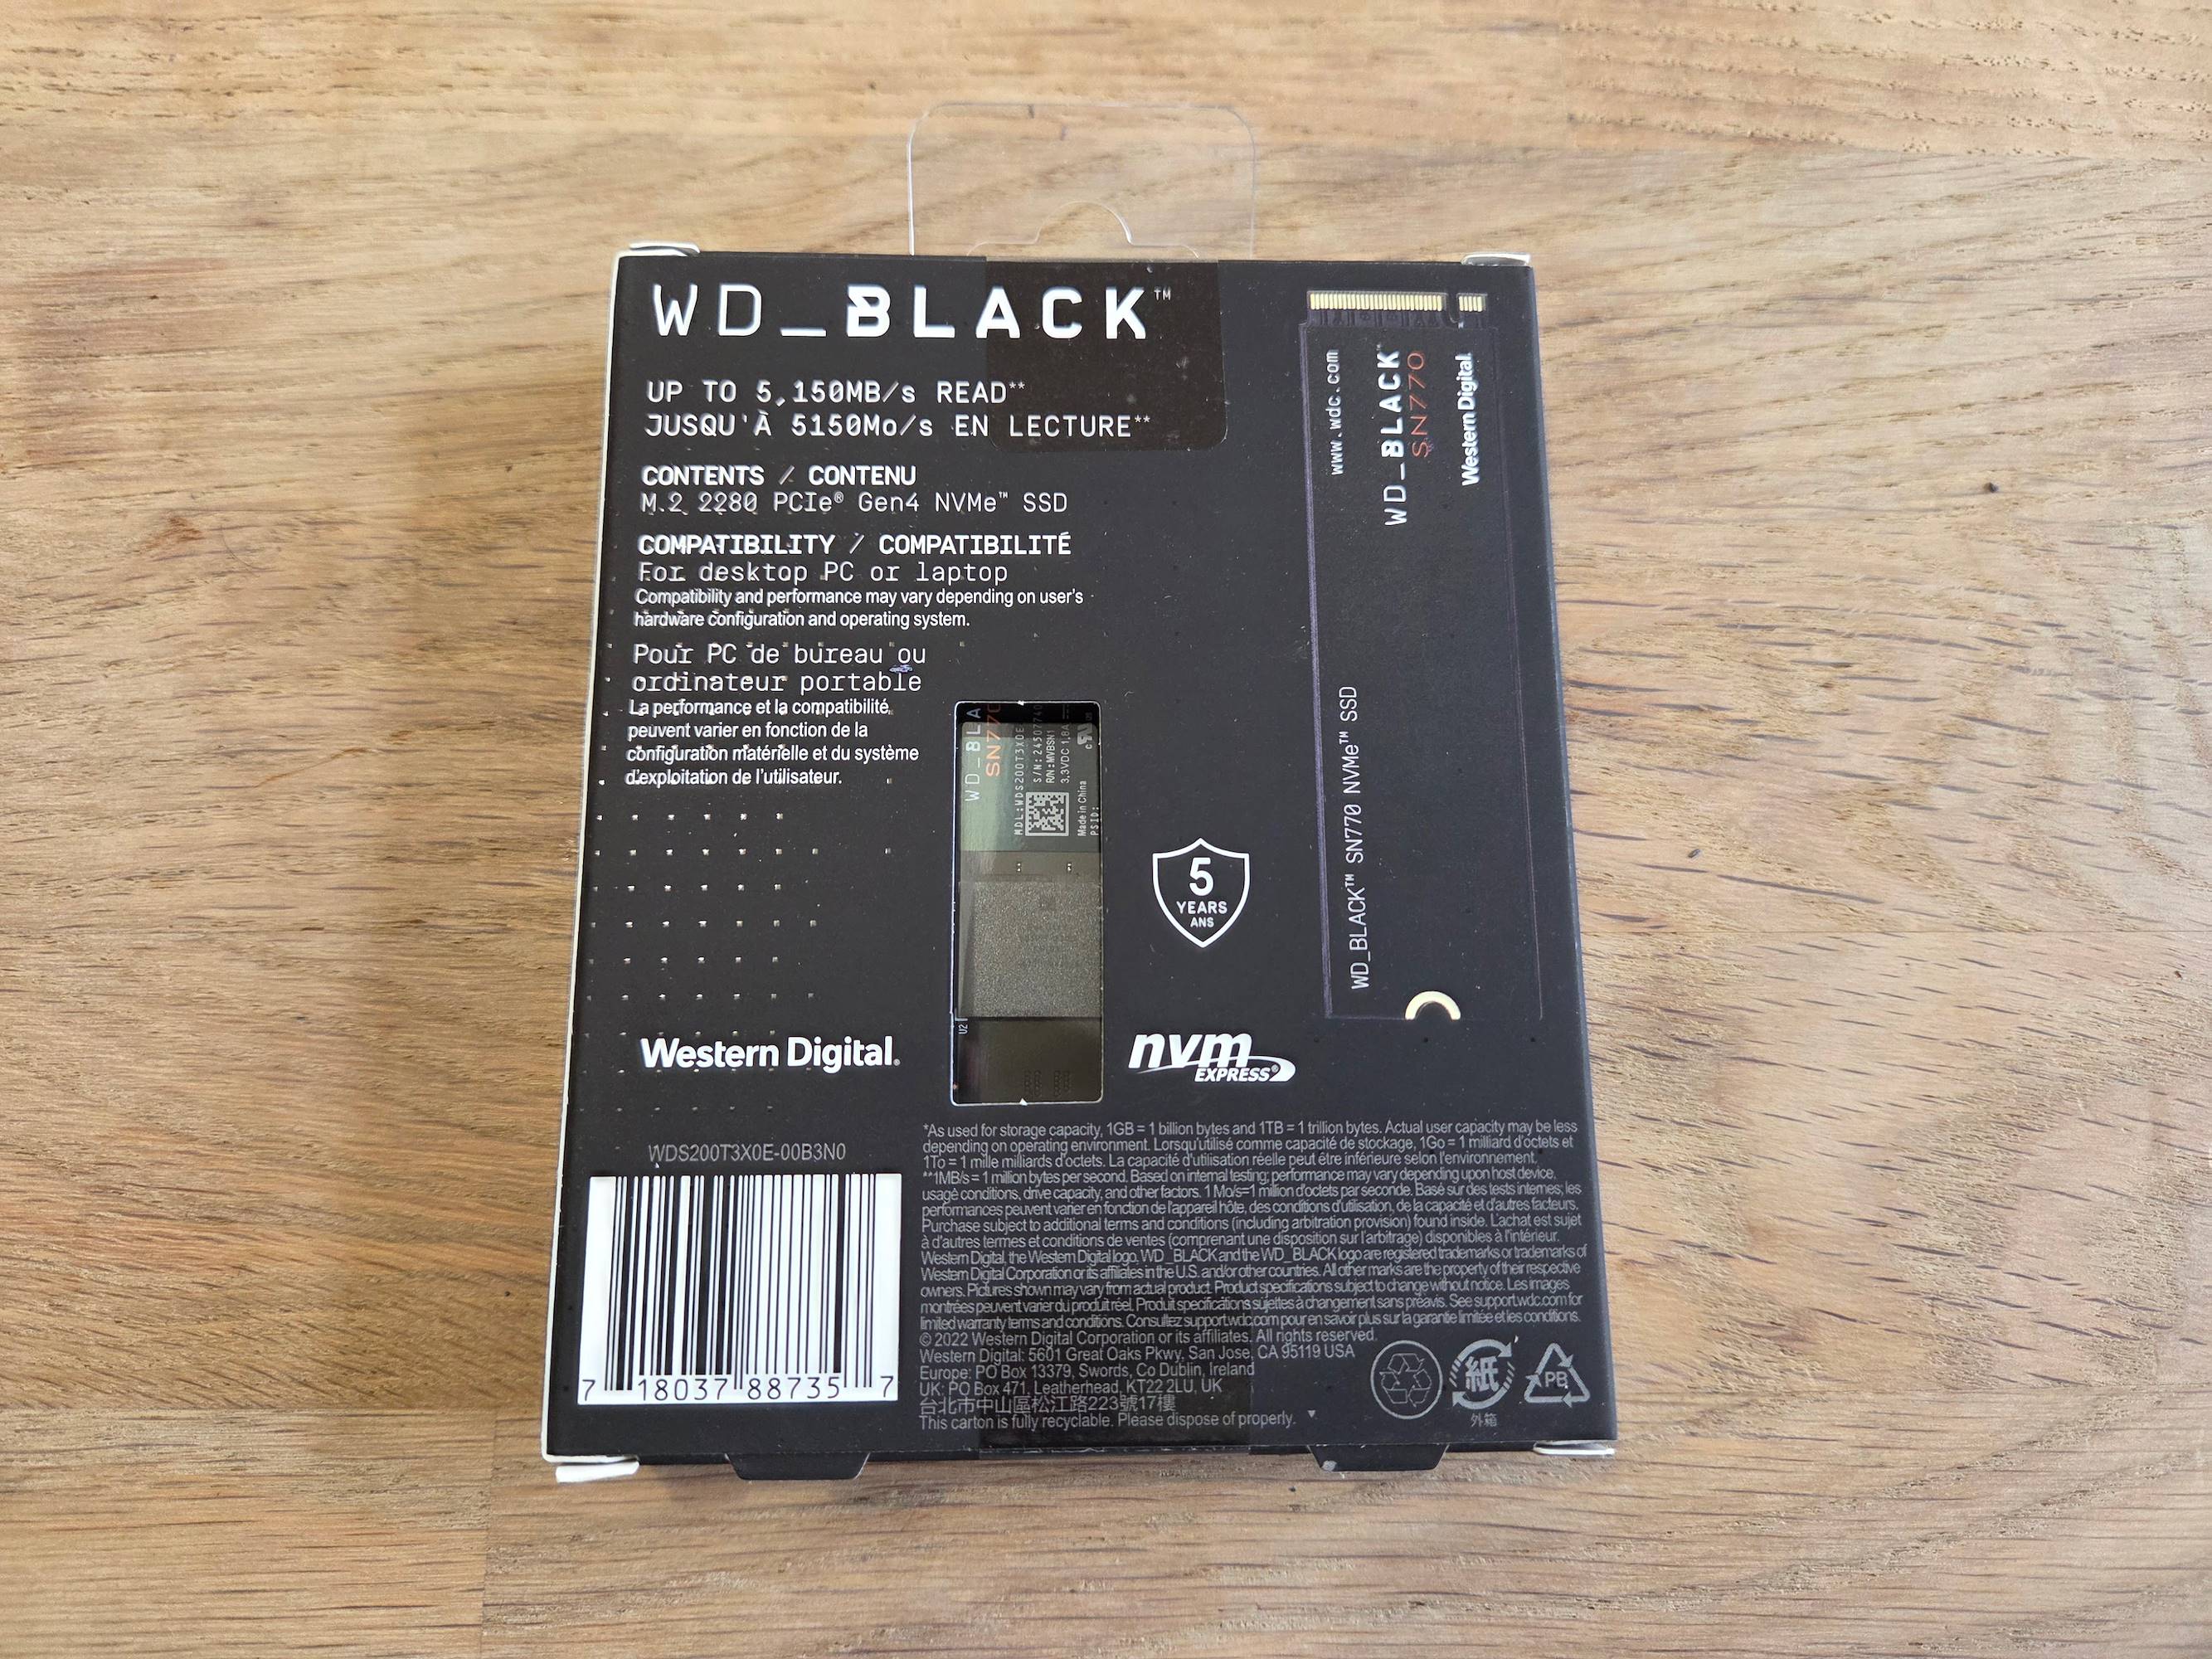 WD_BLACK™
UP TO 5,150MB/s READ**
JUSQU'À 5150Mo/s EN LECTURE**
CONTENTS / CONTENU
M.2 2280 PCIe® Gen4 NVMe™ SSD
COMPATIBILITY / COMPATIBILITÉ
For desktop PC or laptop
Compatibility and performance may vary depending on user's
hardware configuration and operating system.
Pour PC de bureau ou
ordinateur portable
La performance et la compatibilité
peuvent varier en fonction de la
configuration matérielle et du système
d'exploitation de l'utilisateur.
www.wdc.com
WD_BLACK™
SN770
Western Digital.
WD_BLACK™ SN770 NVMe™ SSD
WD_BLA
SN770
MDL:WDS200T3X0E
S/N:24507740
R/N:MVBSN1
3.3VDC 1.8A
Made in China
PSID:
U2
5
YEARS
ANS
Western Digital®
nvm
EXPRESS®
WDS200T3X0E-00B3N0
7 18037 88735 7
*As used for storage capacity, 1GB = 1 billion bytes and 1TB = 1 trillion bytes. Actual user capacity may be less
depending on operating environment. Lorsqu'utilisé comme capacité de stockage, 1Go = 1 milliard d'octets et
1To = 1 mille milliards d'octets. La capacité d'utilisation réelle peut être inférieure selon l'environnement.
**1MB/s = 1 million bytes per second. Based on internal testing; performance may vary depending upon host device,
usage conditions, drive capacity, and other factors. 1 Mo/s=1 million d'octets par seconde. Basé sur des tests internes; les
performances peuvent varier en fonction de l'appareil hôte, des conditions d'utilisation, de la capacité et d'autres facteurs.
Purchase subject to additional terms and conditions (including arbitration provision) found inside. L'achat est sujet
à d'autres termes et conditions de ventes (comprenant une disposition sur l'arbitrage) disponibles à l'intérieur.
Western Digital, the Western Digital logo, WD_BLACK and the WD_BLACK logo are registered trademarks or trademarks of
Western Digital Corporation or its affiliates in the U.S. and/or other countries. All other marks are the property of their respective
owners. Pictures shown may vary from actual product. Product specifications subject to change without notice. Les images
montrées peuvent varier du produit réel. Produit spécifications sujettes à changement sans préavis. See support.wdc.com for
limited warranty terms and conditions. Consultez support.wdc.com pour en savoir plus sur la garantie limitée et les conditions.
© 2022 Western Digital Corporation or its affiliates. All rights reserved.
Western Digital: 5601 Great Oaks Pkwy, San Jose, CA 95119 USA
Europe: PO Box 13379, Swords, Co Dublin, Ireland
UK: PO Box 471, Leatherhead, KT22 2LU, UK
台北市中山區松江路223號17樓
This carton is fully recyclable. Please dispose of properly.
紙
外箱
PB